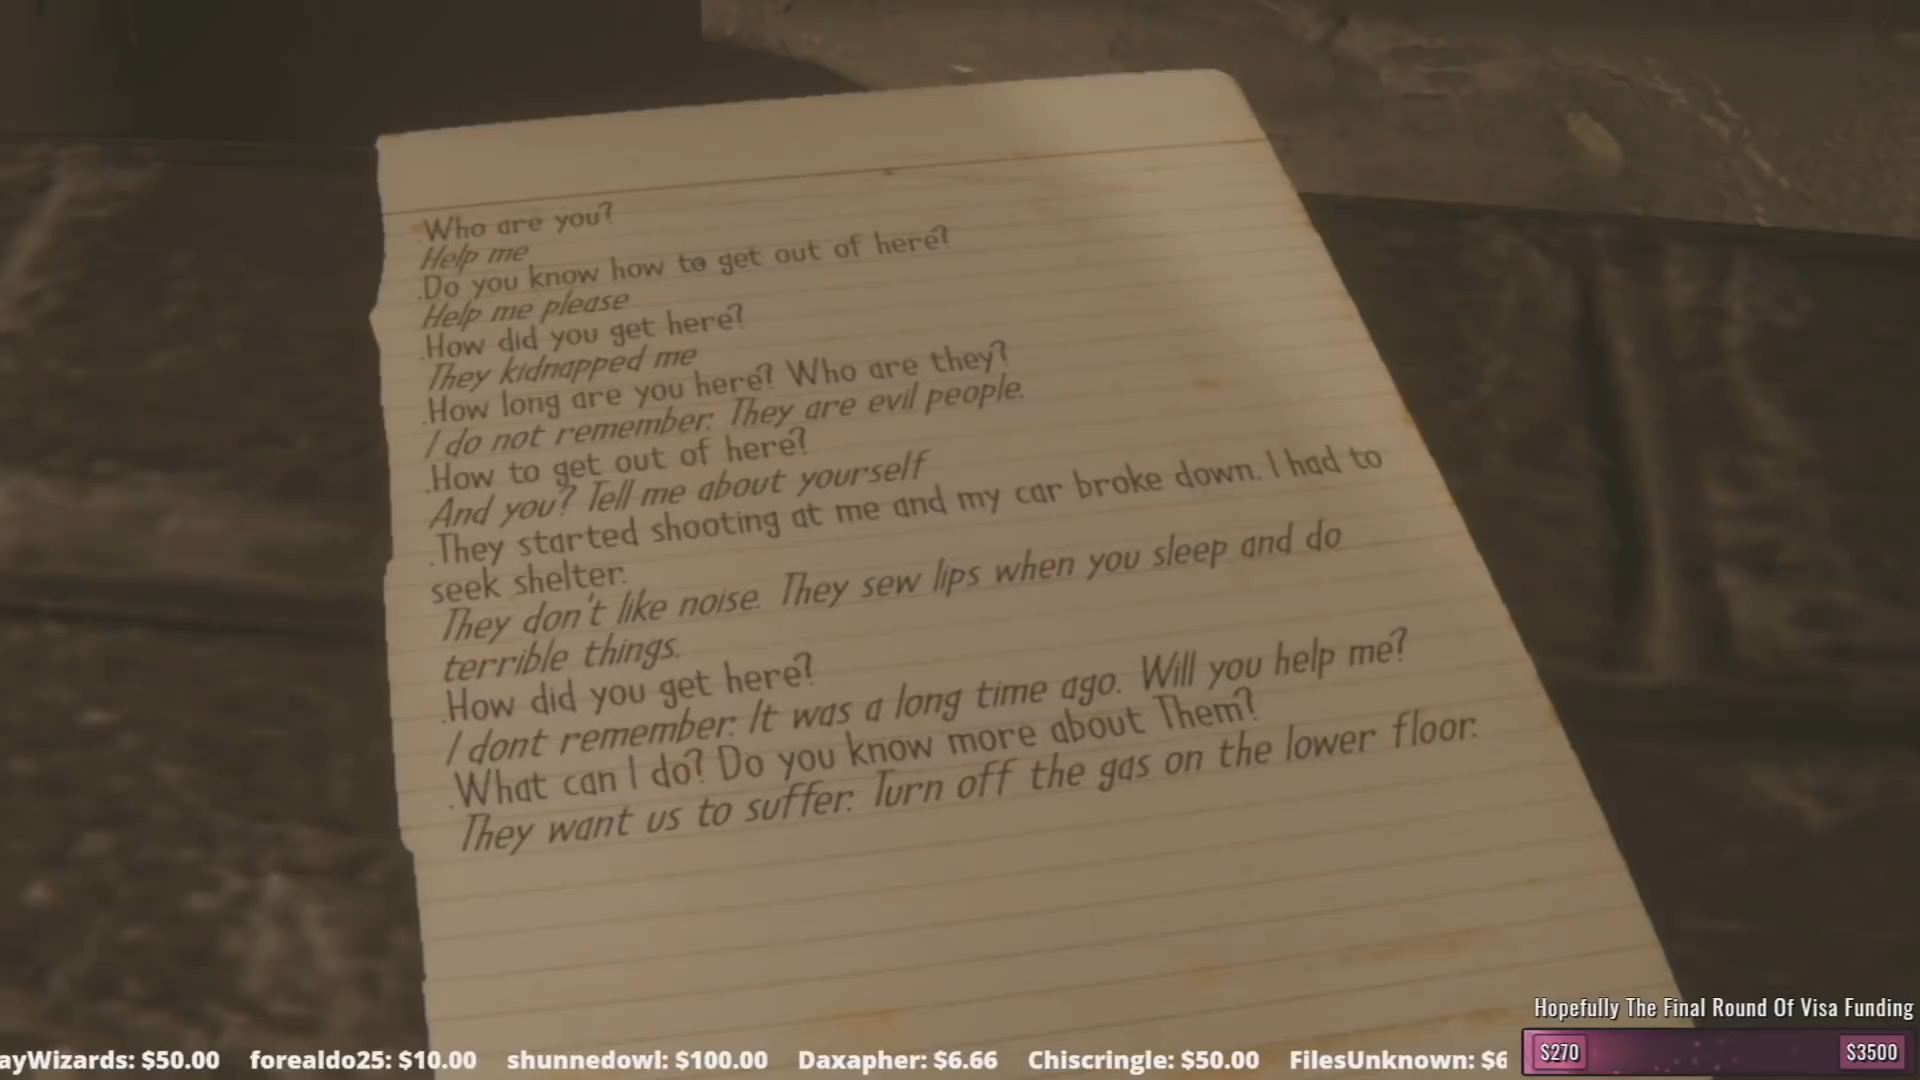 .Who are you?
Help me
.Do you know how to get out of here?
Help me please
.How did you get here?
They kidnapped me
.How long are you here? Who are they?
I do not remember. They are evil people.
.How to get out of here?
And you? Tell me about yourself
.They started shooting at me and my car broke down. I had to
seek shelter.
They don't like noise. They sew lips when you sleep and do
terrible things.
.How did you get here?
I dont remember. It was a long time ago. Will you help me?
.What can I do? Do you know more about Them?
They want us to suffer. Turn off the gas on the lower floor.
Hopefully The Final Round Of Visa Funding
$270 $3500
ayWizards: $50.00 forealdo25: $10.00 shunnedowl: $100.00 Daxapher: $6.66 Chiscringle: $50.00 FilesUnknown: $6